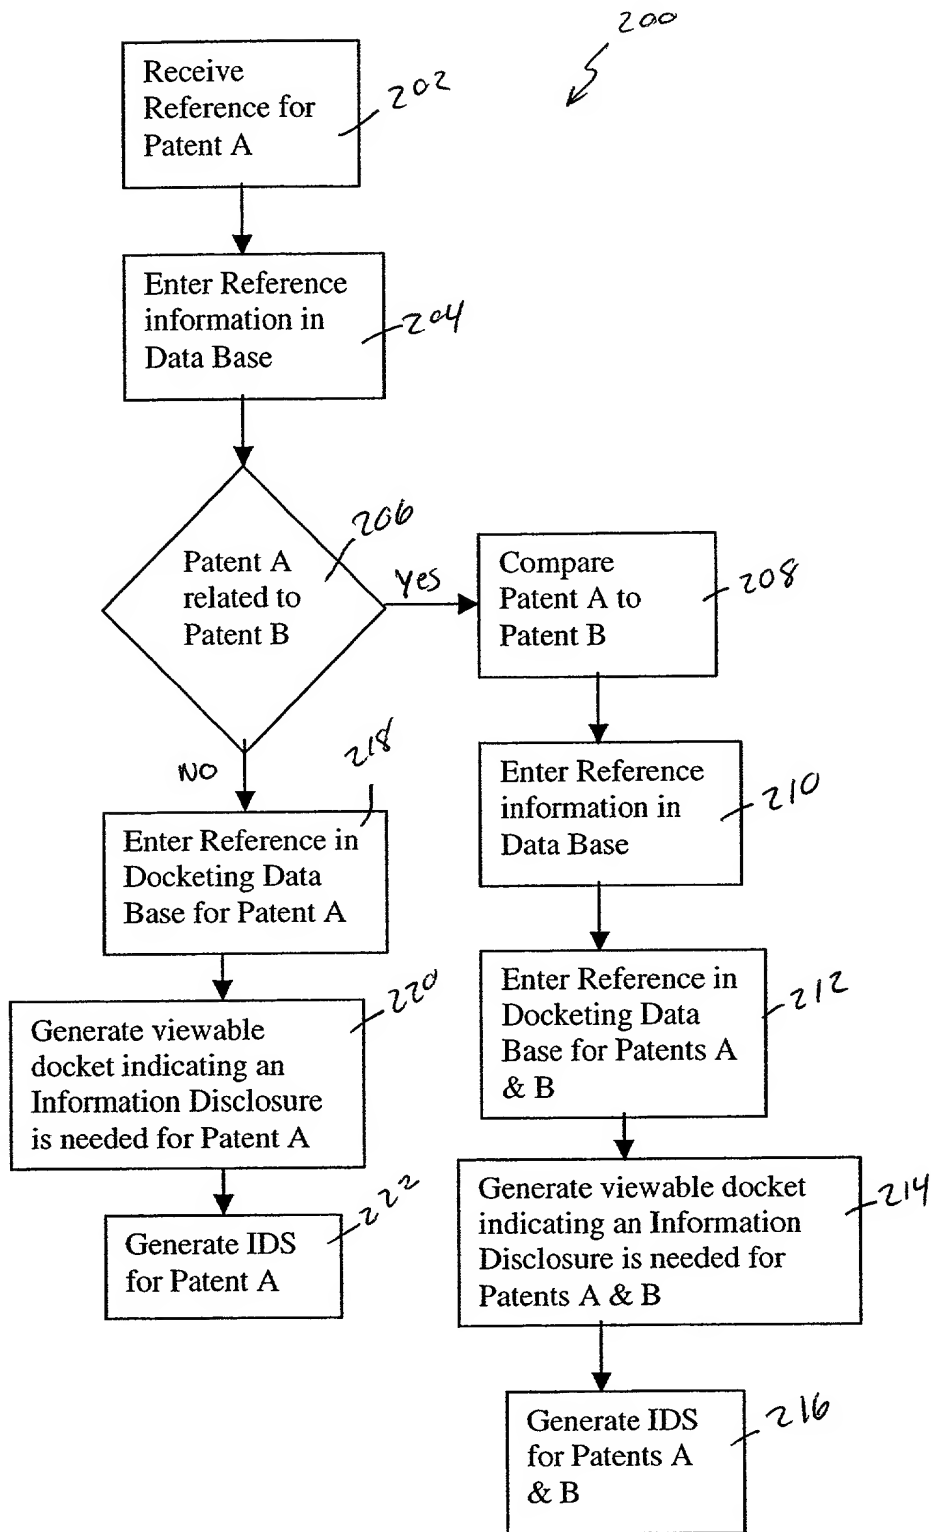 200
Receive
Reference for
Patent A
202
Enter Reference
information in
Data Base
204
Patent A
related to
Patent B
206
Yes
Compare
Patent A to
Patent B
208
NO
218
Enter Reference in
Docketing Data
Base for Patent A
Enter Reference
information in
Data Base
210
Generate viewable
docket indicating an
Information Disclosure
is needed for Patent A
220
Enter Reference in
Docketing Data
Base for Patents A
& B
212
Generate IDS
for Patent A
222
Generate viewable docket
indicating an Information
Disclosure is needed for
Patents A & B
214
Generate IDS
for Patents A
& B
216